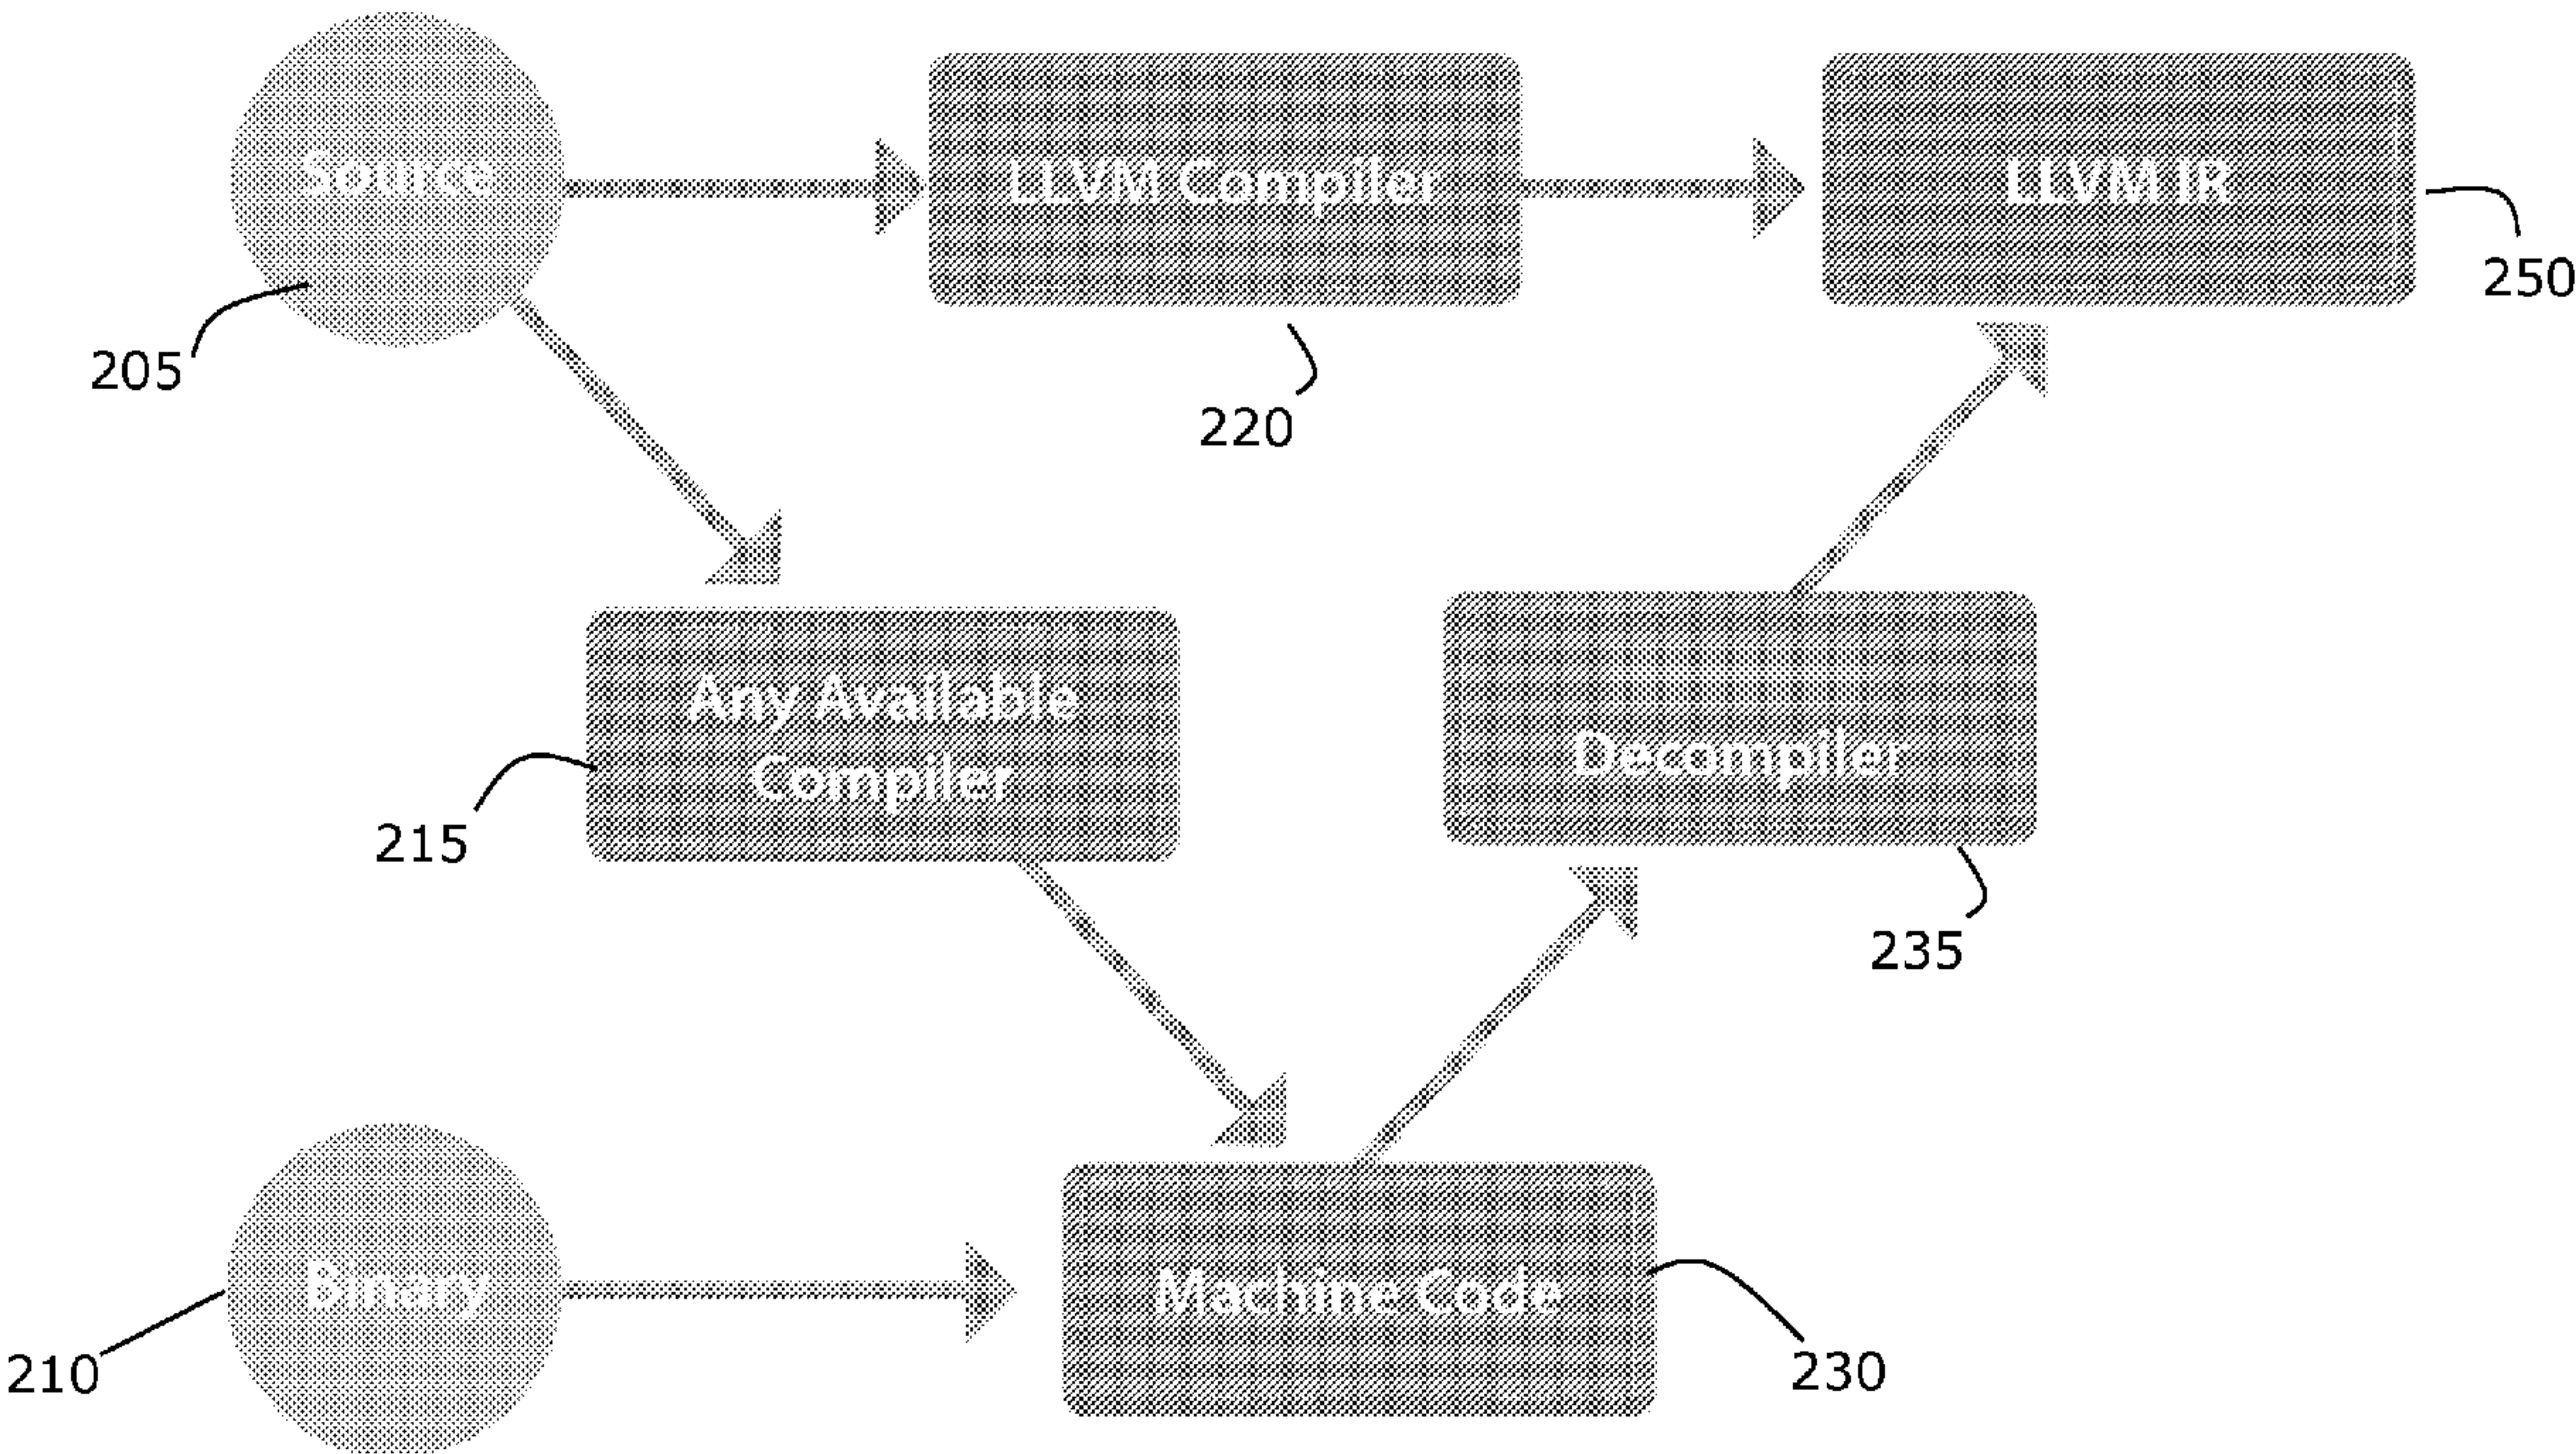 Source
LLVM Compiler
LLVM IR
250
205
220
Any Available
Compiler
Decompiler
215
235
Binary
Machine Code
210
230